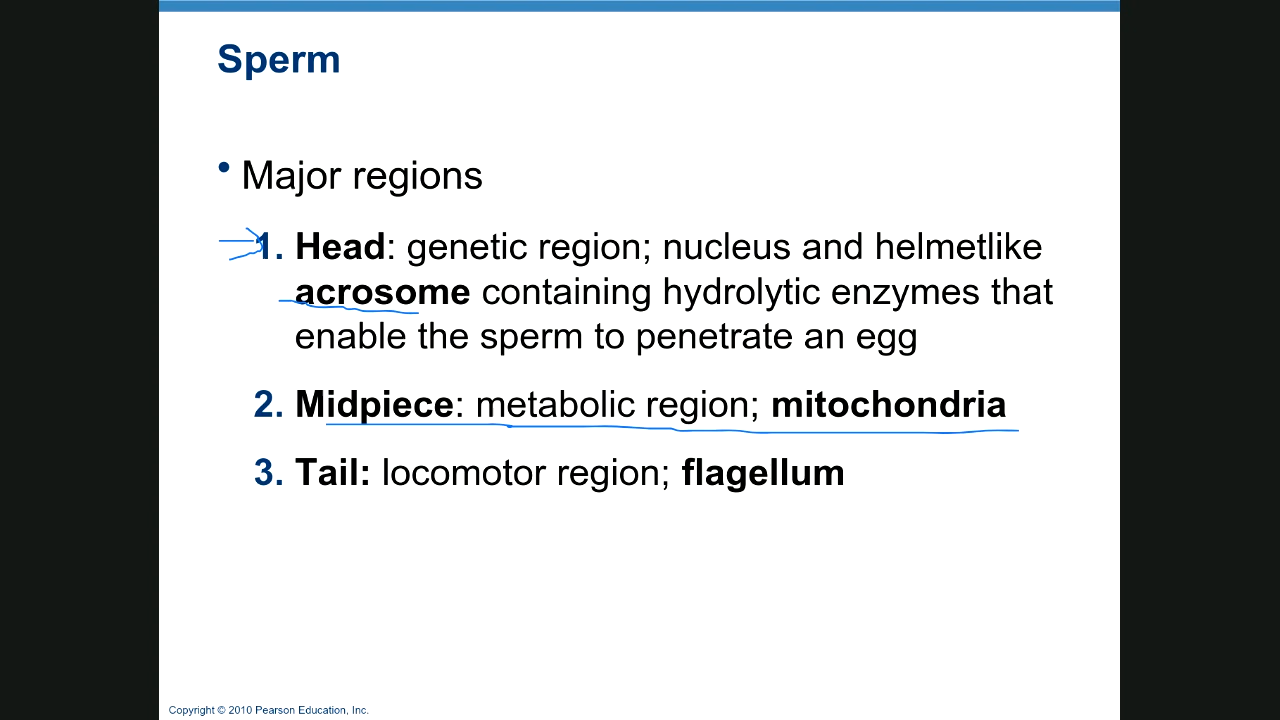 Sperm
• Major regions
1. Head: genetic region; nucleus and helmetlike
acrosome containing hydrolytic enzymes that
enable the sperm to penetrate an egg
2. Midpiece: metabolic region; mitochondria
3. Tail: locomotor region; flagellum
Copyright © 2010 Pearson Education, Inc.